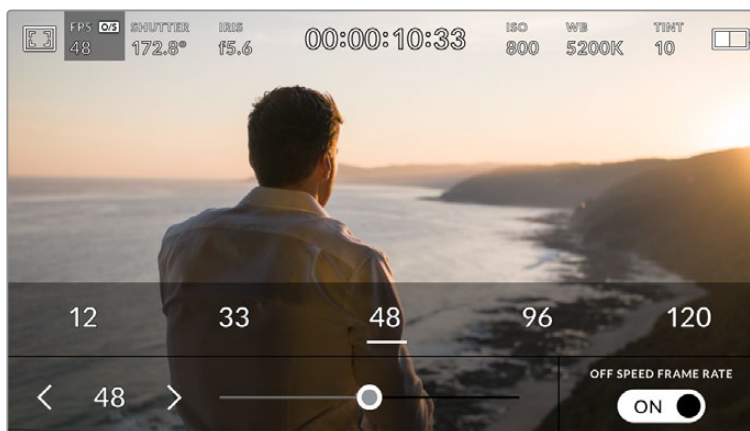 FPS O/S SHUTTER IRIS 00:00:10:33 ISO WB TINT
48 172.8° f5.6 800 5200K 10
12 33 48 96 120
OFF SPEED FRAME RATE
48 ON